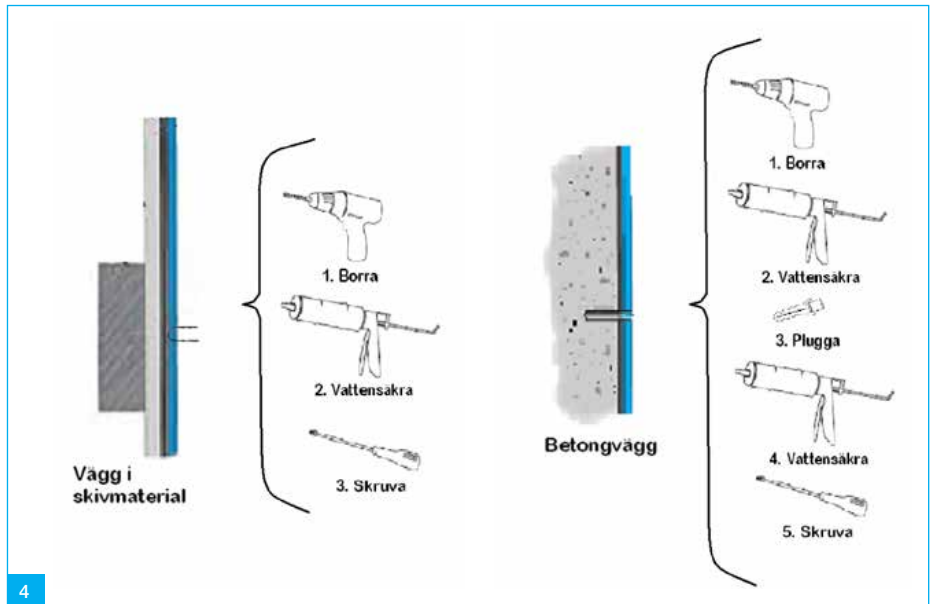 1. Borra
2. Vattensäkra
3. Skruva
Vägg i
skivmaterial
1. Borra
2. Vattensäkra
3. Plugga
4. Vattensäkra
5. Skruva
Betongvägg
4